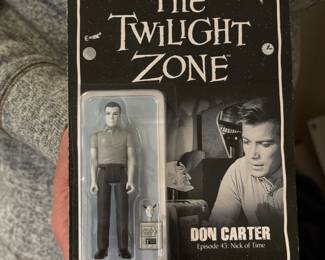 The
TWILIGHT
ZONE
DON CARTER
Episode 43: Nick of Time